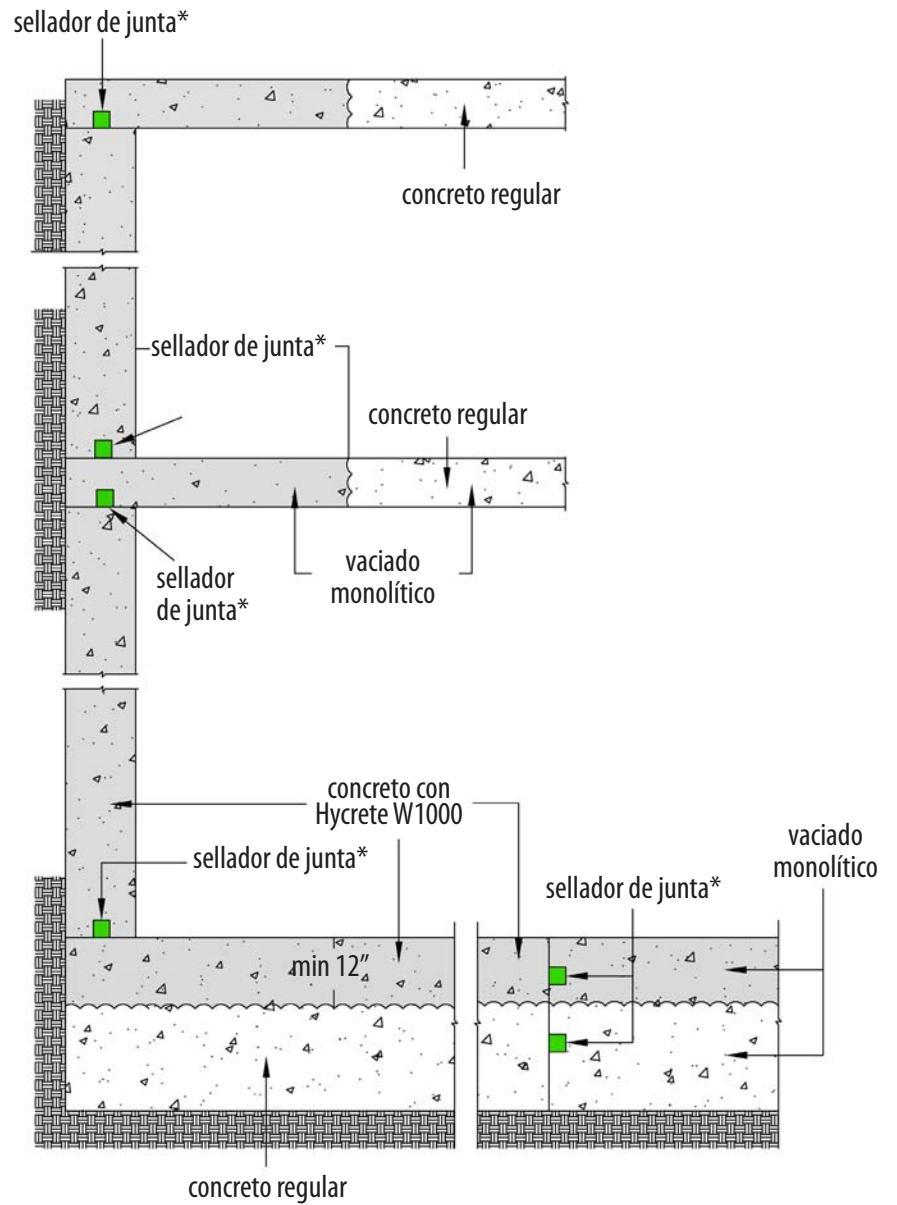 sellador de junta*
concreto regular
sellador de junta*
concreto regular
vaciado
monolítico
sellador
de junta*
concreto con
Hycrete W1000
vaciado
monolítico
sellador de junta*
sellador de junta*
min 12”
concreto regular